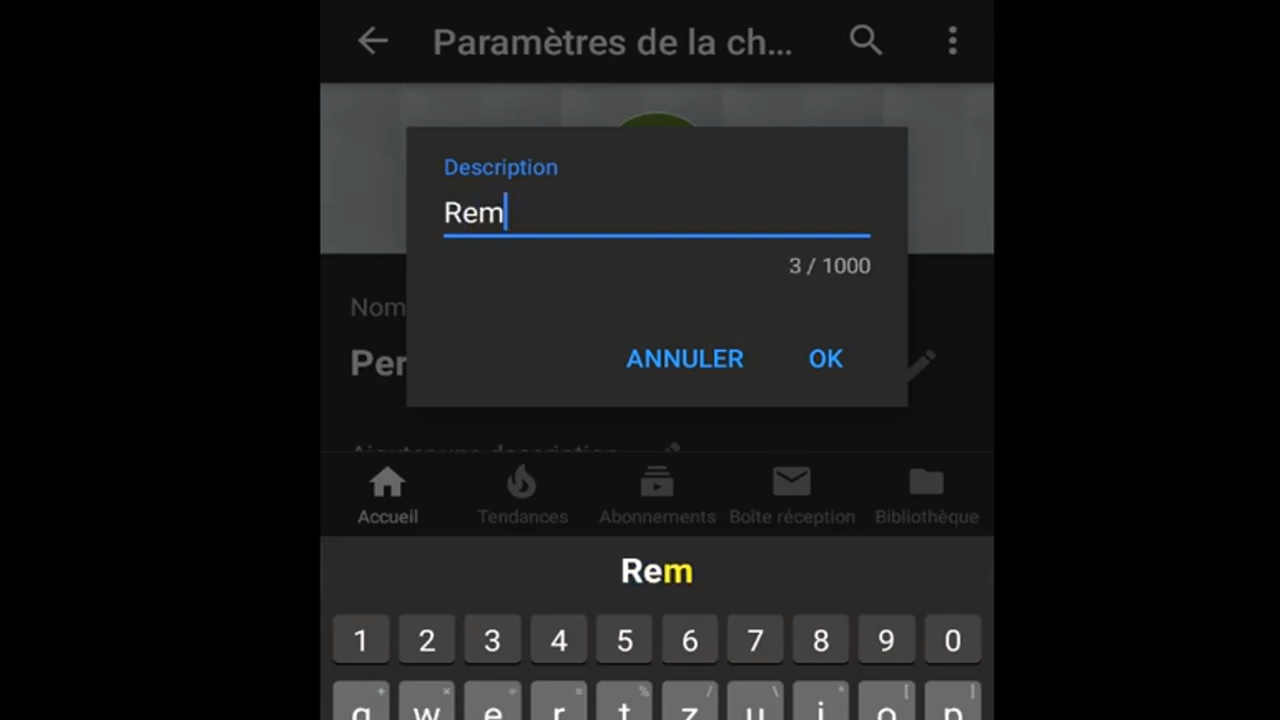 Paramètres de la ch...
Description
Rem
3 / 1000
ANNULER OK
Nom
Per
Ajouter une description
Accueil Tendances Abonnements Boîte réception Bibliothèque
Rem
1 2 3 4 5 6 7 8 9 0
+ × ÷ = % / \ * [ ]
q w e r t z u i o p